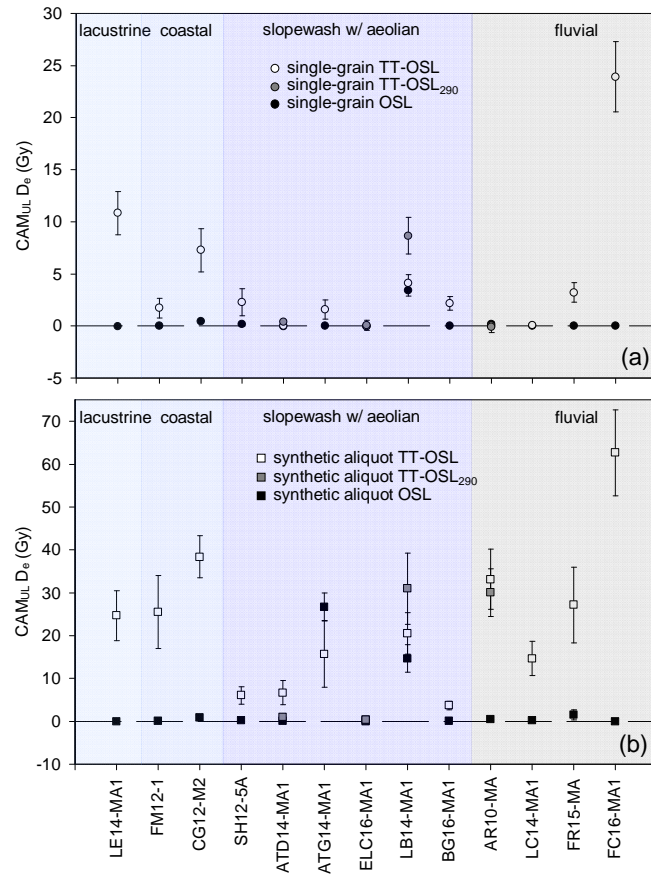 lacustrine coastal slopewash w/ aeolian fluvial
single-grain TT-OSL
single-grain TT-OSL290
single-grain OSL
CAMUL De (Gy)
30
25
20
15
10
5
0
-5
(a)
lacustrine coastal slopewash w/ aeolian fluvial
synthetic aliquot TT-OSL
synthetic aliquot TT-OSL290
synthetic aliquot OSL
CAMUL De (Gy)
70
60
50
40
30
20
10
0
-10
(b)
LE14-MA1
FM12-1
CG12-M2
SH12-5A
ATD14-MA1
ATG14-MA1
ELC16-MA1
LB14-MA1
BG16-MA1
AR10-MA
LC14-MA1
FR15-MA
FC16-MA1